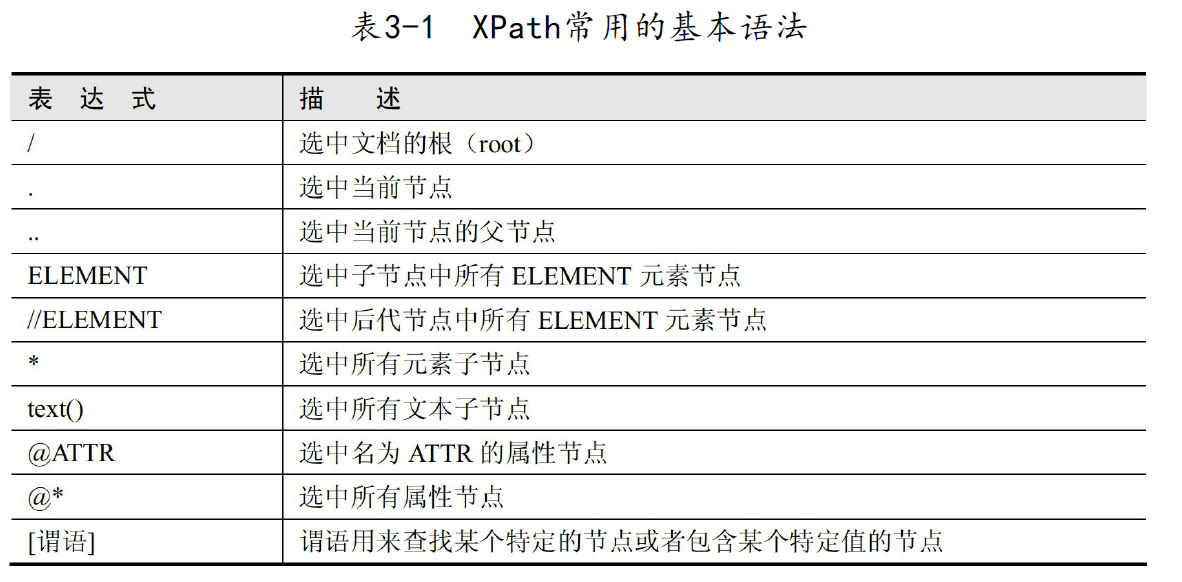 表3-1 XPath常用的基本语法
表 达 式 描 述
/ 选中文档的根（root）
. 选中当前节点
.. 选中当前节点的父节点
ELEMENT 选中子节点中所有 ELEMENT 元素节点
//ELEMENT 选中后代节点中所有 ELEMENT 元素节点
* 选中所有元素子节点
text() 选中所有文本子节点
@ATTR 选中名为 ATTR 的属性节点
@* 选中所有属性节点
[谓语] 谓语用来查找某个特定的节点或者包含某个特定值的节点